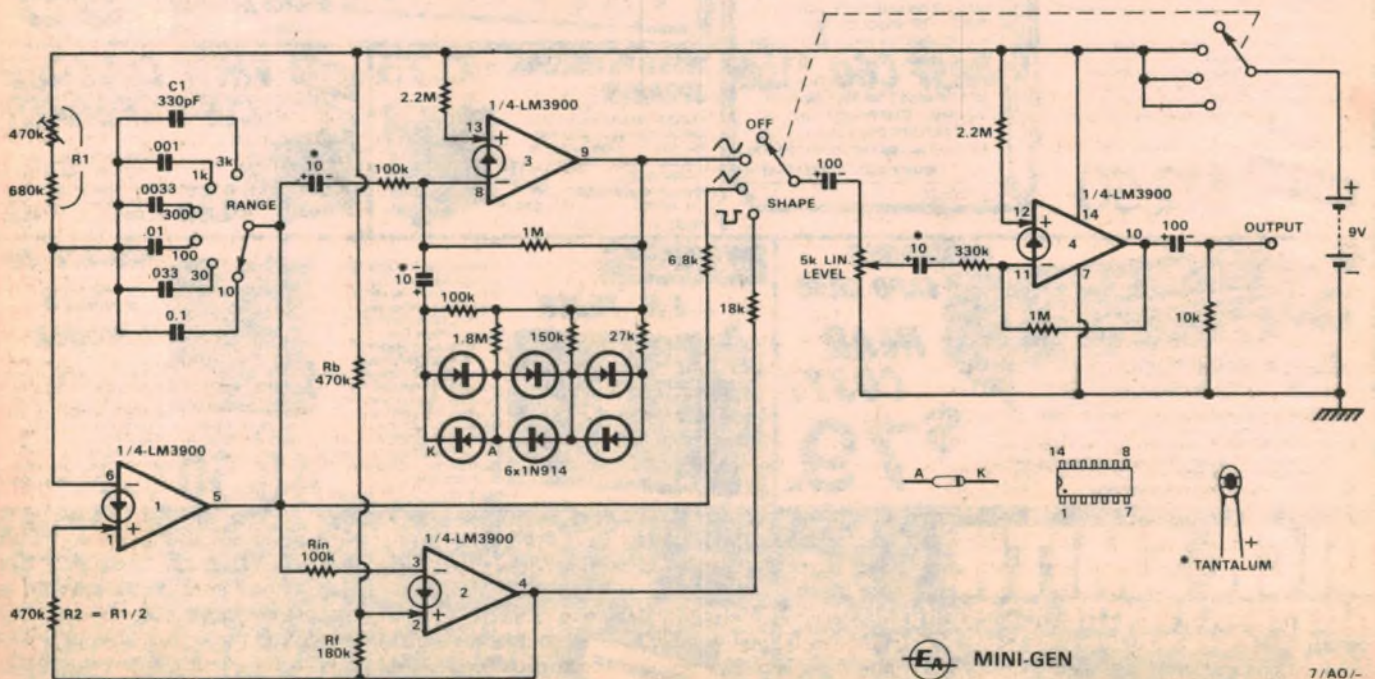 C1
330pF
470k
R1
680k
.001
.0033
.01
.033
0.1
3k
1k
300
100
30
10
RANGE
*
10
+ -
100k
2.2M
1/4-LM3900
13
+
8
-
3
9
1M
*
10
-
+
100k
1.8M
150k
27k
K
A
6x1N914
Rb
470k
1/4-LM3900
6
-
1
+
1
5
Rin
100k
1/4-LM3900
3
-
2
+
2
4
Rf
180k
470k
R2 = R1/2
6.8k
18k
OFF
SHAPE
100
+ -
5k LIN.
LEVEL
*
10
+ -
330k
2.2M
1/4-LM3900
12
+
11
-
4
14
7
10
1M
100
+ -
OUTPUT
10k
+
9V
-
A
K
14
8
1
7
+
* TANTALUM
EA
MINI-GEN
7/AO/-